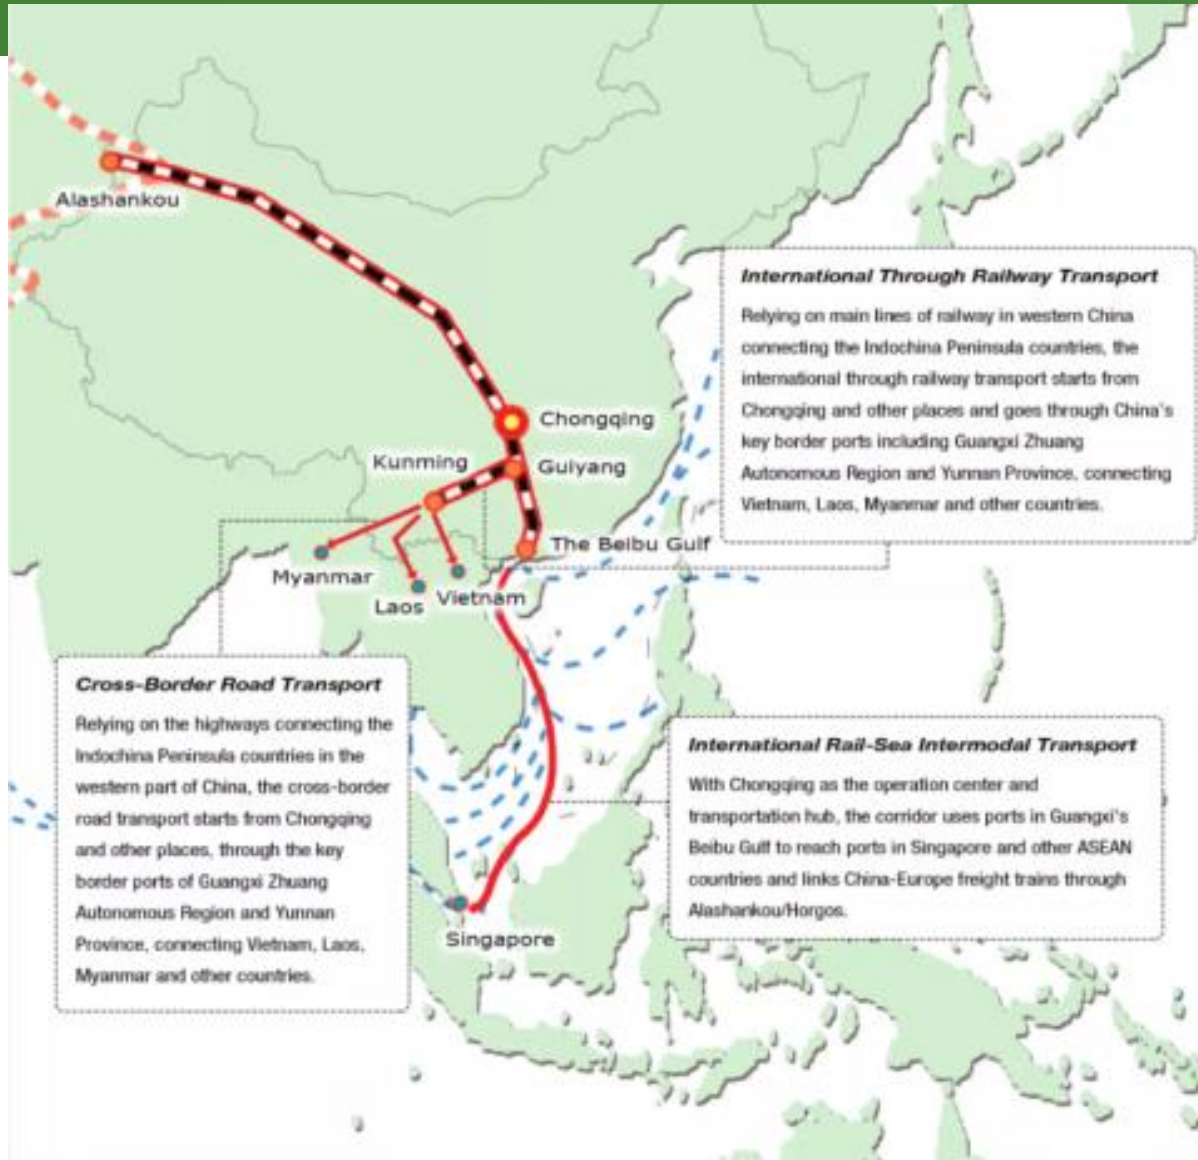 Alashankou
International Through Railway Transport
Relying on main lines of railway in western China
connecting the Indochina Peninsula countries, the
international through railway transport starts from
Chongqing and other places and goes through China's
key border ports including Guangxi Zhuang
Autonomous Region and Yunnan Province, connecting
Vietnam, Laos, Myanmar and other countries.
Chongqing
Kunming
Guiyang
The Beibu Gulf
Myanmar
Laos
Vietnam
Cross-Border Road Transport
Relying on the highways connecting the
Indochina Peninsula countries in the
western part of China, the cross-border
road transport starts from Chongqing
and other places, through the key
border ports of Guangxi Zhuang
Autonomous Region and Yunnan
Province, connecting Vietnam, Laos,
Myanmar and other countries.
International Rail-Sea Intermodal Transport
With Chongqing as the operation center and
transportation hub, the corridor uses ports in Guangxi's
Beibu Gulf to reach ports in Singapore and other ASEAN
countries and links China-Europe freight trains through
Alashankou/Horgos.
Singapore